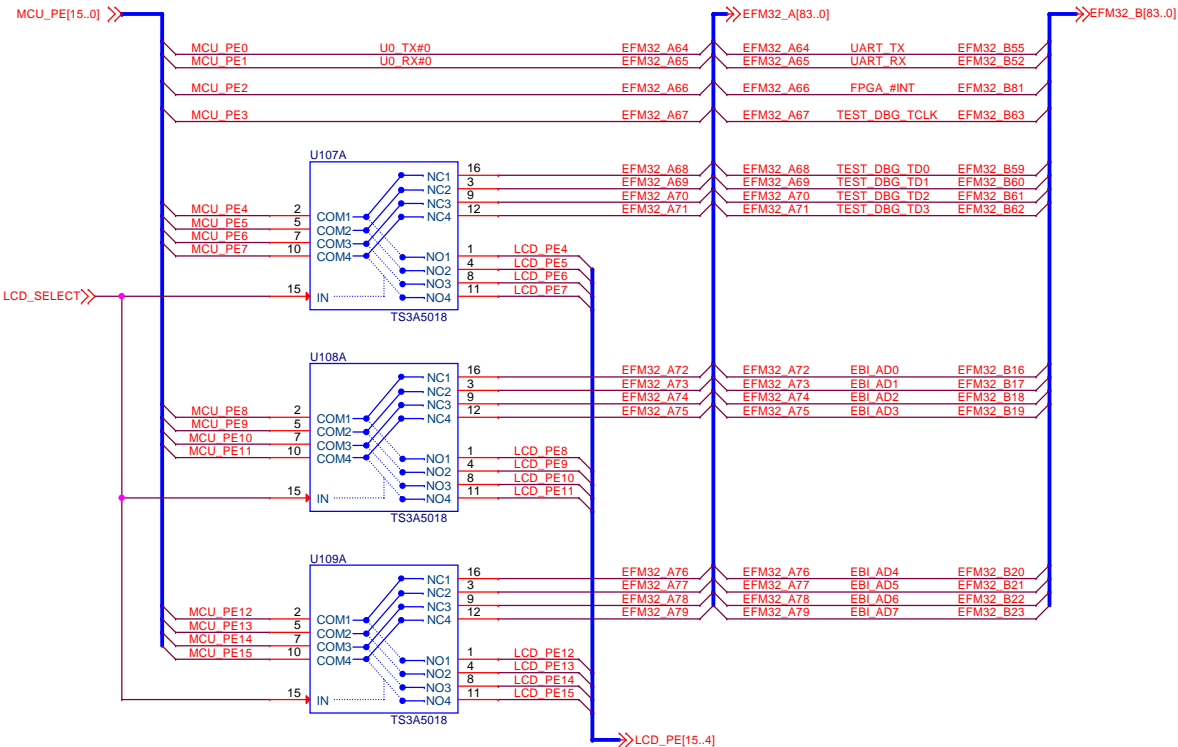 MCU_PE[15..0] EFM32_A[83..0] EFM32_B[83..0]
MCU_PE0 U0_TX#0 EFM32_A64 EFM32_A64 UART_TX EFM32_B55
MCU_PE1 U0_RX#0 EFM32_A65 EFM32_A65 UART_RX EFM32_B52
MCU_PE2 EFM32_A66 EFM32_A66 FPGA_#INT EFM32_B81
MCU_PE3 EFM32_A67 EFM32_A67 TEST_DBG_TCLK EFM32_B63
U107A
NC1 16 EFM32_A68 EFM32_A68 TEST_DBG_TD0 EFM32_B59
NC2 3 EFM32_A69 EFM32_A69 TEST_DBG_TD1 EFM32_B60
NC3 9 EFM32_A70 EFM32_A70 TEST_DBG_TD2 EFM32_B61
MCU_PE4 2 COM1 NC4 12 EFM32_A71 EFM32_A71 TEST_DBG_TD3 EFM32_B62
MCU_PE5 5 COM2
MCU_PE6 7 COM3
MCU_PE7 10 COM4 NO1 1 LCD_PE4
NO2 4 LCD_PE5
NO3 8 LCD_PE6
LCD_SELECT 15 IN NO4 11 LCD_PE7
TS3A5018
U108A
NC1 16 EFM32_A72 EFM32_A72 EBI_AD0 EFM32_B16
NC2 3 EFM32_A73 EFM32_A73 EBI_AD1 EFM32_B17
NC3 9 EFM32_A74 EFM32_A74 EBI_AD2 EFM32_B18
MCU_PE8 2 COM1 NC4 12 EFM32_A75 EFM32_A75 EBI_AD3 EFM32_B19
MCU_PE9 5 COM2
MCU_PE10 7 COM3
MCU_PE11 10 COM4 NO1 1 LCD_PE8
NO2 4 LCD_PE9
NO3 8 LCD_PE10
15 IN NO4 11 LCD_PE11
TS3A5018
U109A
NC1 16 EFM32_A76 EFM32_A76 EBI_AD4 EFM32_B20
NC2 3 EFM32_A77 EFM32_A77 EBI_AD5 EFM32_B21
NC3 9 EFM32_A78 EFM32_A78 EBI_AD6 EFM32_B22
MCU_PE12 2 COM1 NC4 12 EFM32_A79 EFM32_A79 EBI_AD7 EFM32_B23
MCU_PE13 5 COM2
MCU_PE14 7 COM3
MCU_PE15 10 COM4 NO1 1 LCD_PE12
NO2 4 LCD_PE13
NO3 8 LCD_PE14
15 IN NO4 11 LCD_PE15
TS3A5018
LCD_PE[15..4]